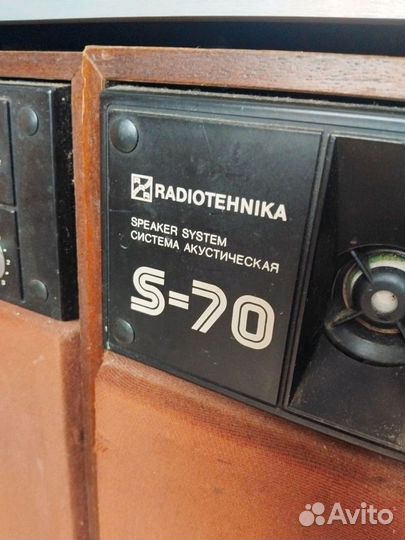 RADIOTEHNIKA
SPEAKER SYSTEM
СИСТЕМА АКУСТИЧЕСКАЯ
S-70
Avito